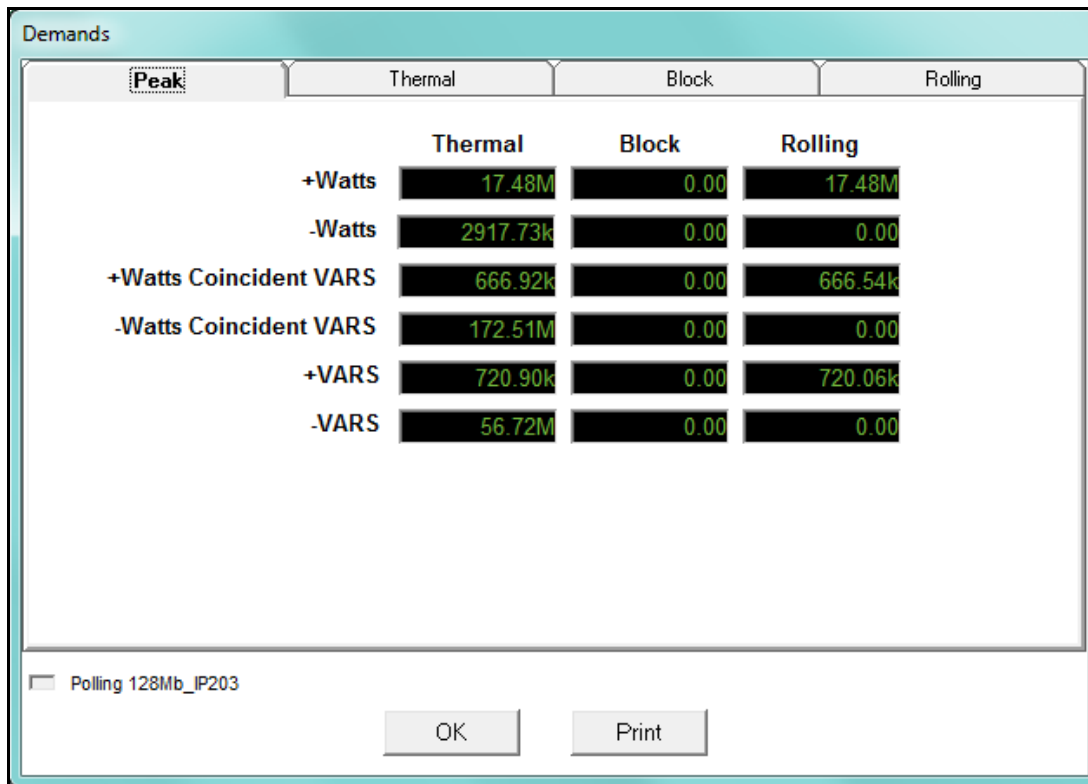 Demands
Peak Thermal Block Rolling
Thermal Block Rolling
+Watts 17.48M 0.00 17.48M
-Watts 2917.73k 0.00 0.00
+Watts Coincident VARS 666.92k 0.00 666.54k
-Watts Coincident VARS 172.51M 0.00 0.00
+VARS 720.90k 0.00 720.06k
-VARS 56.72M 0.00 0.00
Polling 128Mb_IP203
OK Print